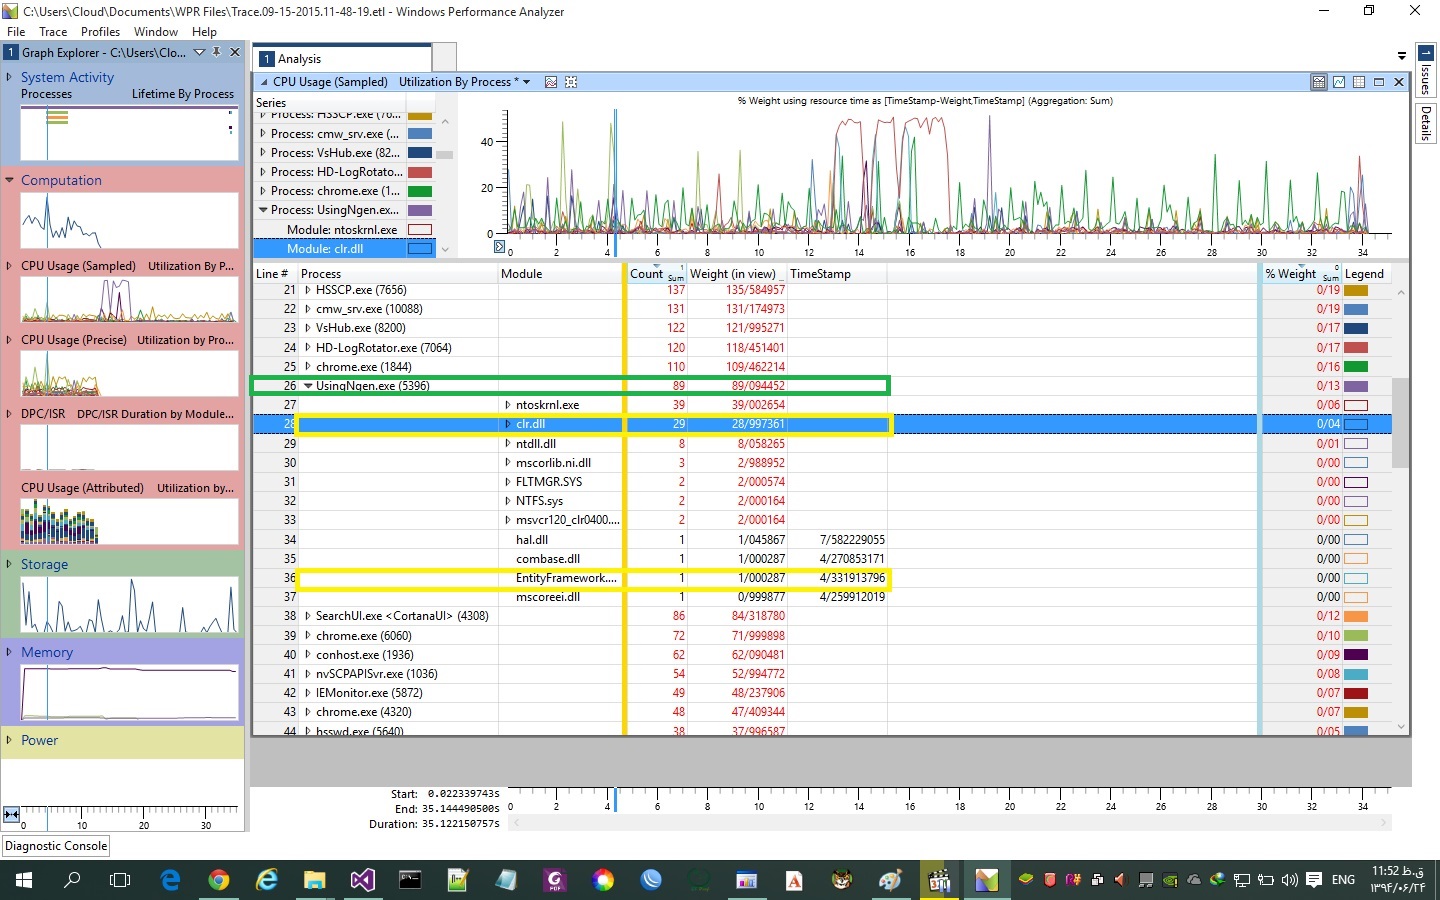 C:\Users\Cloud\Documents\WPR Files\Trace.09-15-2015.11-48-19.etl - Windows Performance Analyzer
File Trace Profiles Window Help
1 Graph Explorer - C:\Users\Clo...
System Activity
Processes Lifetime By Process
Computation
CPU Usage (Sampled) Utilization By P...
CPU Usage (Precise) Utilization by Pro...
DPC/ISR DPC/ISR Duration by Module...
CPU Usage (Attributed) Utilization by...
Storage
Memory
Power
0 10 20 30
Diagnostic Console
1 Analysis
CPU Usage (Sampled) Utilization By Process *
Series
Process: HSSCP.exe (76...
Process: cmw_srv.exe (...
Process: VsHub.exe (82...
Process: HD-LogRotato...
Process: chrome.exe (1...
Process: UsingNgen.ex...
Module: ntoskrnl.exe
Module: clr.dll
% Weight using resource time as [TimeStamp-Weight,TimeStamp] (Aggregation: Sum)
40
20
0
0 2 4 6 8 10 12 14 16 18 20 22 24 26 28 30 32 34
Line # Process Module Count Sum 1 Weight (in view) TimeStamp % Weight Sum 0 Legend
21 HSSCP.exe (7656) 137 135/584957 0/19
22 cmw_srv.exe (10088) 131 131/174973 0/19
23 VsHub.exe (8200) 122 121/995271 0/17
24 HD-LogRotator.exe (7064) 120 118/451401 0/17
25 chrome.exe (1844) 110 109/462214 0/16
26 UsingNgen.exe (5396) 89 89/094452 0/13
27 ntoskrnl.exe 39 39/002654 0/06
28 clr.dll 29 28/997361 0/04
29 ntdll.dll 8 8/058265 0/01
30 mscorlib.ni.dll 3 2/988952 0/00
31 FLTMGR.SYS 2 2/000574 0/00
32 NTFS.sys 2 2/000164 0/00
33 msvcr120_clr0400.... 2 2/000164 0/00
34 hal.dll 1 1/045867 7/582229055 0/00
35 combase.dll 1 1/000287 4/270853171 0/00
36 EntityFramework.... 1 1/000287 4/331913796 0/00
37 mscoreei.dll 1 0/999877 4/259912019 0/00
38 SearchUI.exe <CortanaUI> (4308) 86 84/318780 0/12
39 chrome.exe (6060) 72 71/999898 0/10
40 conhost.exe (1936) 62 62/090481 0/09
41 nvSCPAPISvr.exe (1036) 54 52/994772 0/08
42 IEMonitor.exe (5872) 49 48/237906 0/07
43 chrome.exe (4320) 48 47/409344 0/07
44 hsswd.exe (5640) 38 37/996587 0/05
Start: 0.022339743s
End: 35.144490500s
Duration: 35.122150757s
0 2 4 6 8 10 12 14 16 18 20 22 24 26 28 30 32 34
1 Issues
Details
ENG
11:52 ق.ظ
۱۳۹۴/۰۶/۲۴